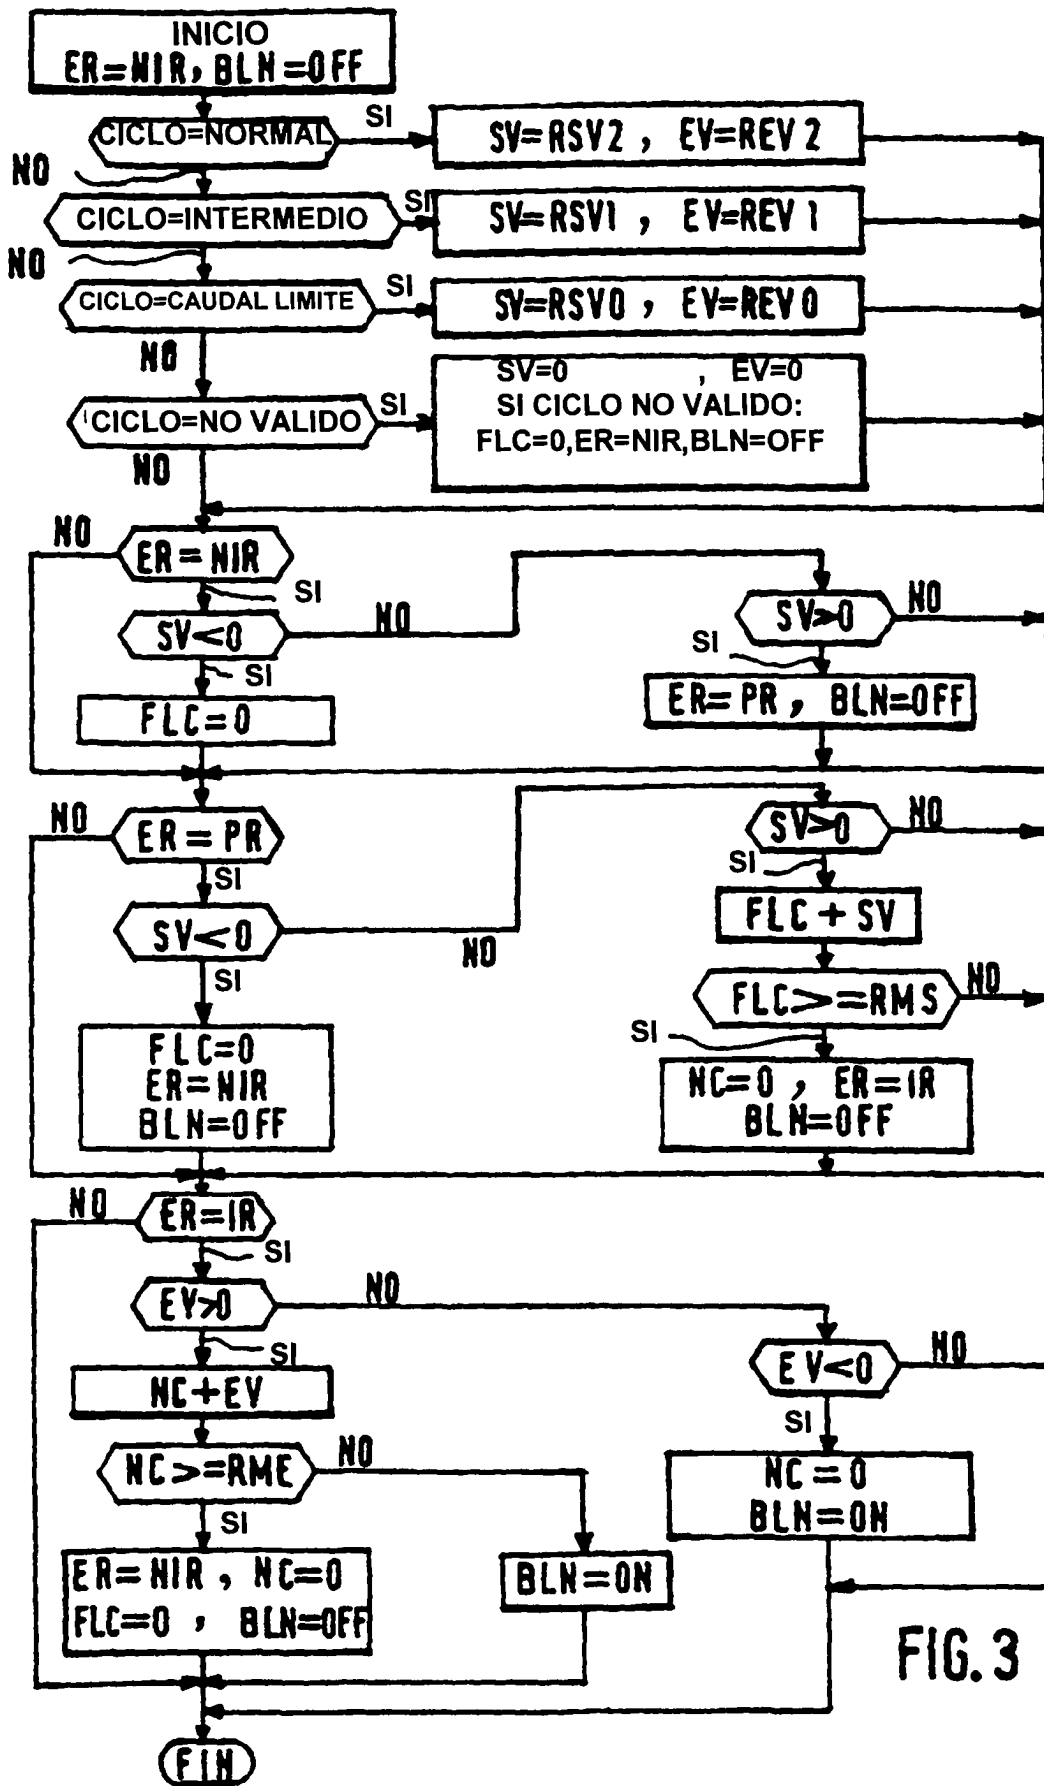 INICIO
ER=NIR, BLN=OFF
CICLO=NORMAL
SI
SV=RSV2 , EV=REV2
NO
CICLO=INTERMEDIO
SI
SV=RSV1 , EV=REV1
NO
CICLO=CAUDAL LIMITE
SI
SV=RSV0 , EV=REV0
NO
CICLO=NO VALIDO
SI
SV=0 , EV=0
SI CICLO NO VALIDO:
FLC=0,ER=NIR,BLN=OFF
NO
NO
ER=NIR
SI
SV<0
NO
SV>0
NO
SI
SI
FLC=0
ER=PR, BLN=OFF
NO
ER=PR
SV>0
NO
SI
SI
SV<0
NO
FLC+SV
SI
FLC>=RMS
NO
SI
FLC=0
ER=NIR
BLN=OFF
NC=0 , ER=IR
BLN=OFF
NO
ER=IR
SI
EV>0
NO
SI
EV<0
NO
NC+EV
SI
NC>=RME
NO
NC=0
BLN=ON
SI
ER=NIR, NC=0
FLC=0 , BLN=OFF
BLN=ON
FIG.3
FIN